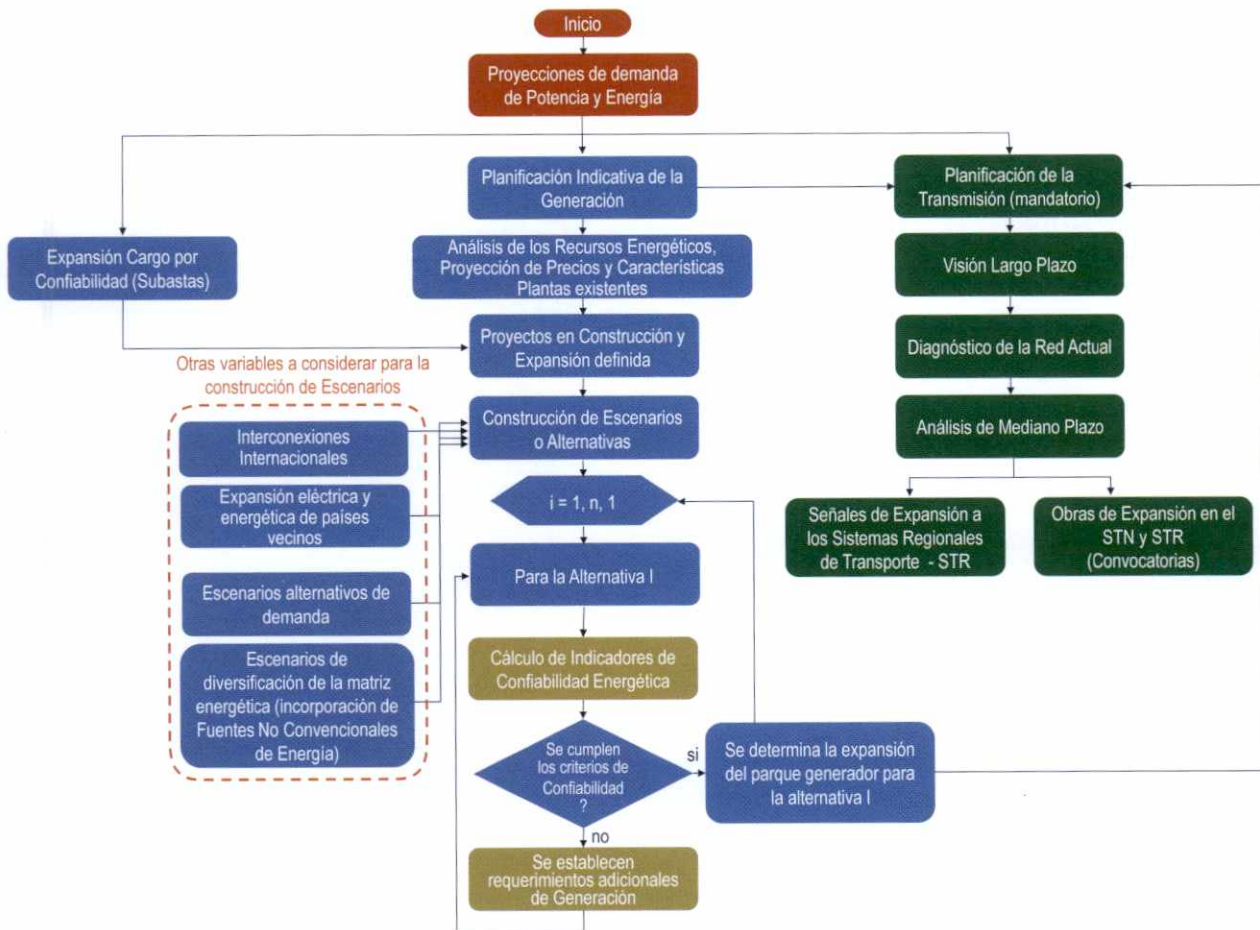 Inicio
Proyecciones de demanda
de Potencia y Energía
Planificación Indicativa de la
Generación
Planificación de la
Transmisión (mandatorio)
Expansión Cargo por
Confiabilidad (Subastas)
Análisis de los Recursos Energéticos,
Proyección de Precios y Características
Plantas existentes
Visión Largo Plazo
Proyectos en Construcción y
Expansión definida
Diagnóstico de la Red Actual
Otras variables a considerar para la
construcción de Escenarios
Construcción de Escenarios
o Alternativas
Análisis de Mediano Plazo
Interconexiones
Internacionales
Expansión eléctrica y
energética de países
vecinos
i = 1, n, 1
Señales de Expansión a
los Sistemas Regionales
de Transporte - STR
Obras de Expansión en el
STN y STR
(Convocatorias)
Para la Alternativa I
Escenarios alternativos de
demanda
Escenarios de
diversificación de la matriz
energética (incorporación de
Fuentes No Convencionales
de Energía)
Cálculo de Indicadores de
Confiabilidad Energética
Se cumplen
los criterios de
Confiabilidad
?
si
Se determina la expansión
del parque generador para
la alternativa I
no
Se establecen
requerimientos adicionales
de Generación